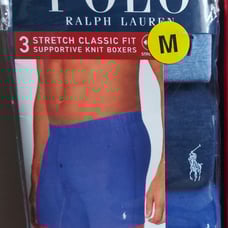 POLO
RALPH LAUREN
3 STRETCH CLASSIC FIT
SUPPORTIVE KNIT BOXERS
M